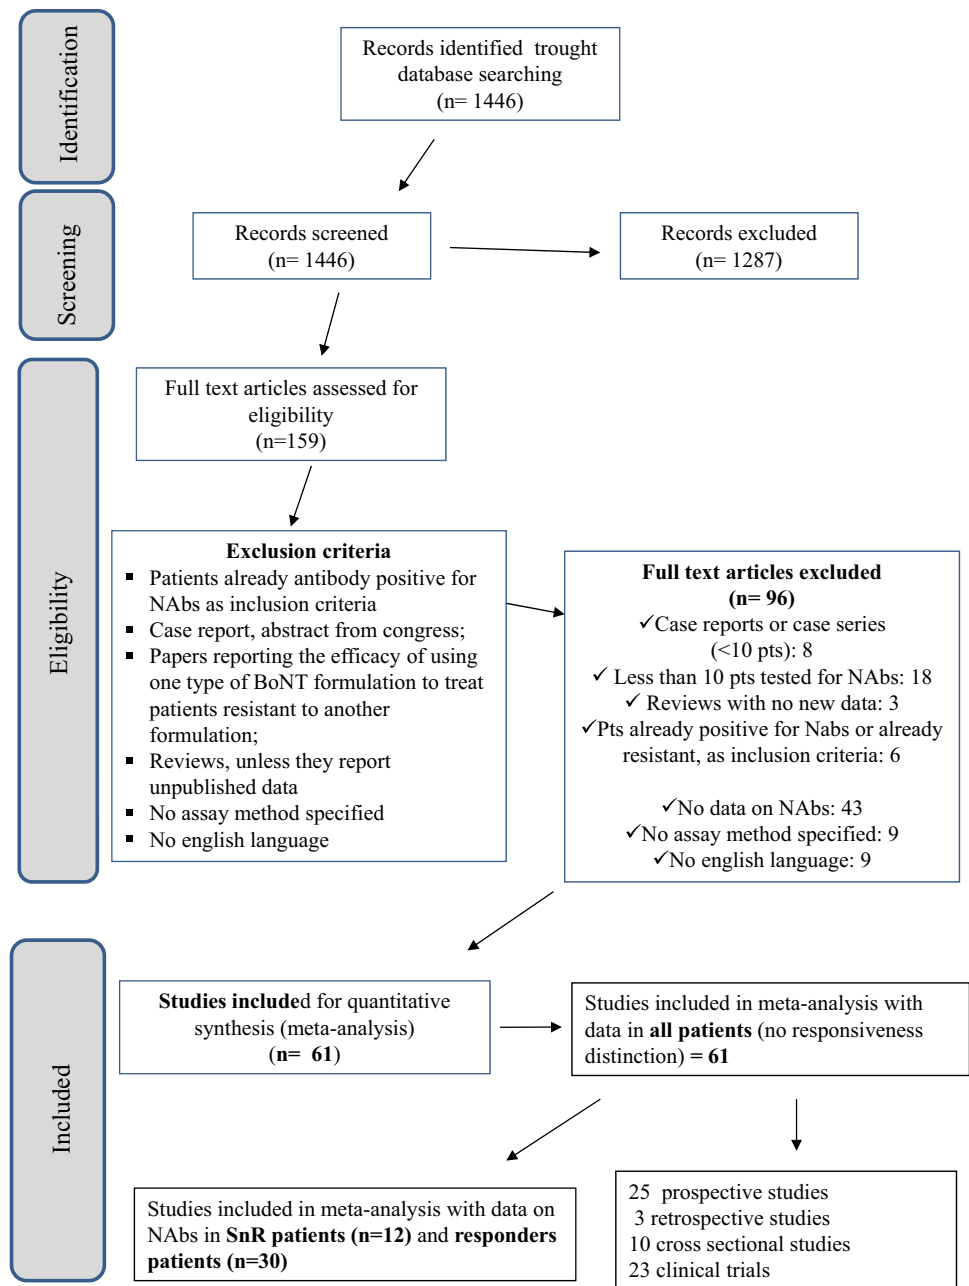 Identification
Records identified trought
database searching
(n= 1446)
Screening
Records screened
(n= 1446)
Records excluded
(n= 1287)
Eligibility
Full text articles assessed for
eligibility
(n=159)
Exclusion criteria
▪ Patients already antibody positive for
NAbs as inclusion criteria
▪ Case report, abstract from congress;
▪ Papers reporting the efficacy of using
one type of BoNT formulation to treat
patients resistant to another
formulation;
▪ Reviews, unless they report
unpublished data
▪ No assay method specified
▪ No english language
Full text articles excluded
(n= 96)
✓Case reports or case series
(<10 pts): 8
✓ Less than 10 pts tested for NAbs: 18
✓ Reviews with no new data: 3
✓Pts already positive for Nabs or already
resistant, as inclusion criteria: 6
✓No data on NAbs: 43
✓No assay method specified: 9
✓No english language: 9
Included
Studies included for quantitative
synthesis (meta-analysis)
(n= 61)
Studies included in meta-analysis with
data in all patients (no responsiveness
distinction) = 61
Studies included in meta-analysis with data on
NAbs in SnR patients (n=12) and responders
patients (n=30)
25 prospective studies
3 retrospective studies
10 cross sectional studies
23 clinical trials